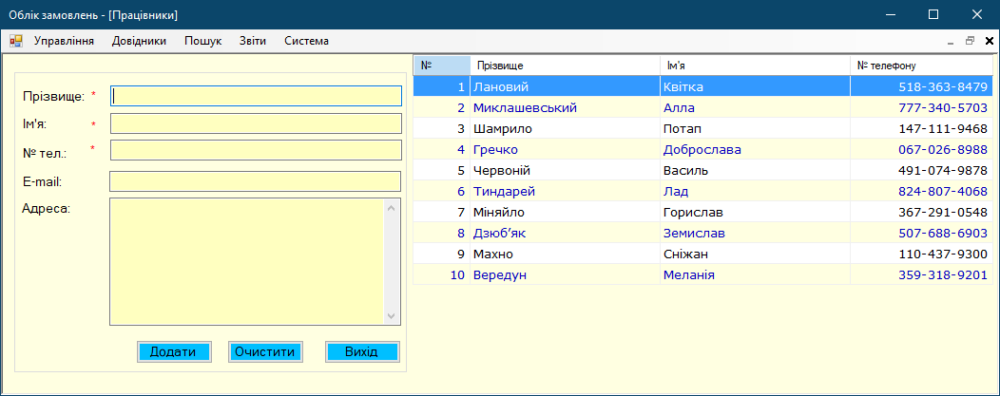 Облік замовлень - [Працівники]
Управління Довідники Пошук Звіти Система
Прізвище: *
Ім'я: *
№ тел.: *
E-mail:
Адреса:
Додати Очистити Вихід
№ Прізвище Ім'я № телефону
1 Лановий Квітка 518-363-8479
2 Миклашевський Алла 777-340-5703
3 Шамрило Потап 147-111-9468
4 Гречко Доброслава 067-026-8988
5 Червоній Василь 491-074-9878
6 Тиндарей Лад 824-807-4068
7 Міняйло Горислав 367-291-0548
8 Дзюб’як Земислав 507-688-6903
9 Махно Сніжан 110-437-9300
10 Вередун Меланія 359-318-9201